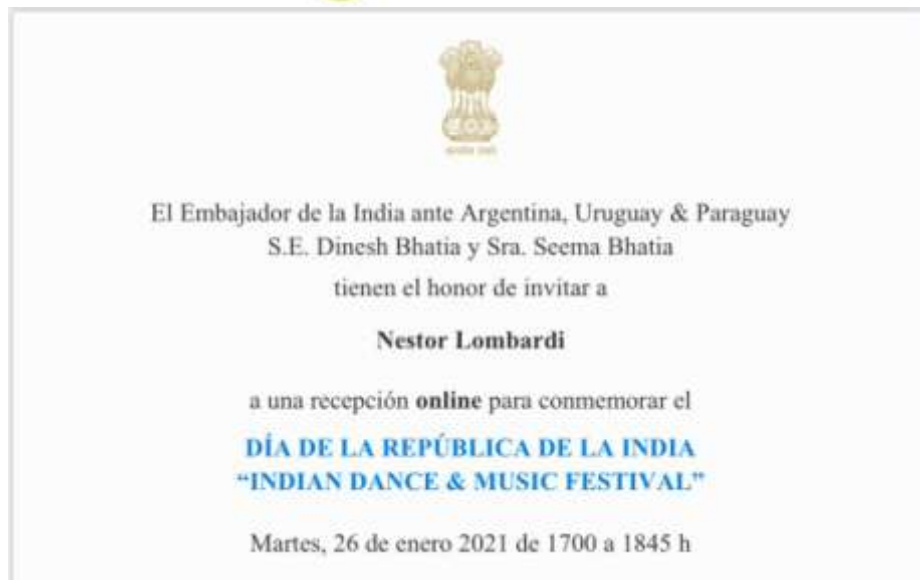 El Embajador de la India ante Argentina, Uruguay & Paraguay
S.E. Dinesh Bhatia y Sra. Seema Bhatia
tienen el honor de invitar a
Nestor Lombardi
a una recepción online para conmemorar el
DÍA DE LA REPÚBLICA DE LA INDIA
“INDIAN DANCE & MUSIC FESTIVAL”
Martes, 26 de enero 2021 de 1700 a 1845 h